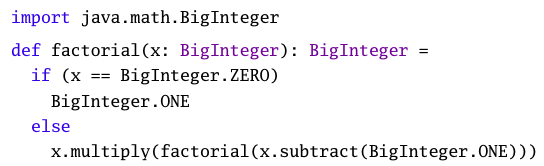 import java.math.BigInteger
def factorial(x: BigInteger): BigInteger =
  if (x == BigInteger.ZERO)
    BigInteger.ONE
  else
    x.multiply(factorial(x.subtract(BigInteger.ONE)))